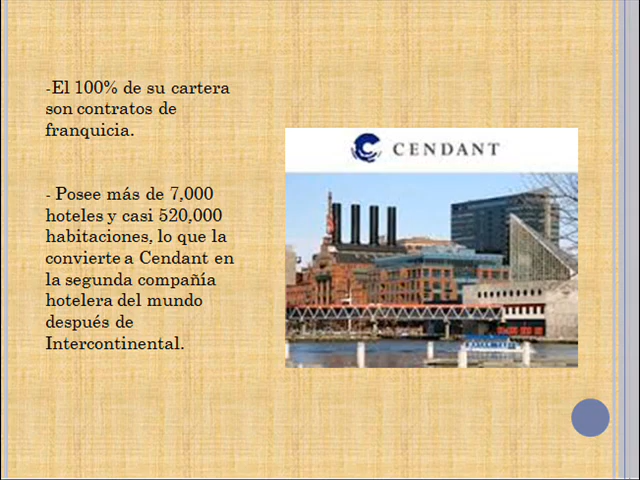 -El 100% de su cartera
son contratos de
franquicia.
- Posee más de 7,000
hoteles y casi 520,000
habitaciones, lo que la
convierte a Cendant en
la segunda compañía
hotelera del mundo
después de
Intercontinental.
CENDANT